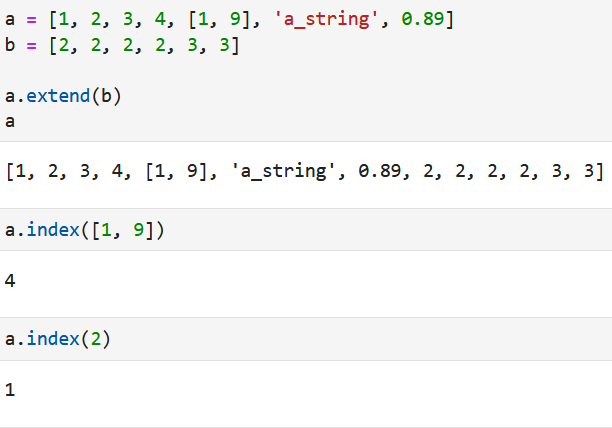 a = [1, 2, 3, 4, [1, 9], 'a_string', 0.89]
b = [2, 2, 2, 2, 3, 3]
a.extend(b)
a
[1, 2, 3, 4, [1, 9], 'a_string', 0.89, 2, 2, 2, 2, 3, 3]
a.index([1, 9])
4
a.index(2)
1